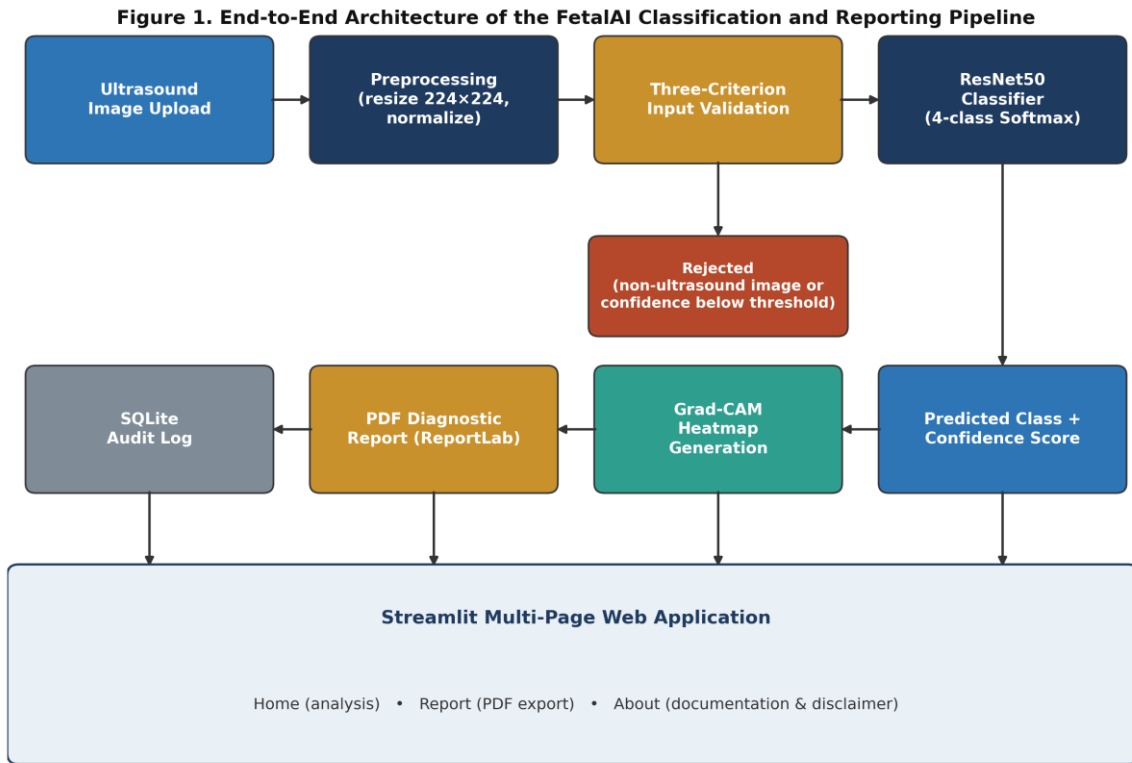 Figure 1. End-to-End Architecture of the FetalAI Classification and Reporting Pipeline
Ultrasound
Image Upload
Preprocessing
(resize 224×224,
normalize)
Three-Criterion
Input Validation
ResNet50
Classifier
(4-class Softmax)
Rejected
(non-ultrasound image or
confidence below threshold)
SQLite
Audit Log
PDF Diagnostic
Report (ReportLab)
Grad-CAM
Heatmap
Generation
Predicted Class +
Confidence Score
Streamlit Multi-Page Web Application
Home (analysis) • Report (PDF export) • About (documentation & disclaimer)